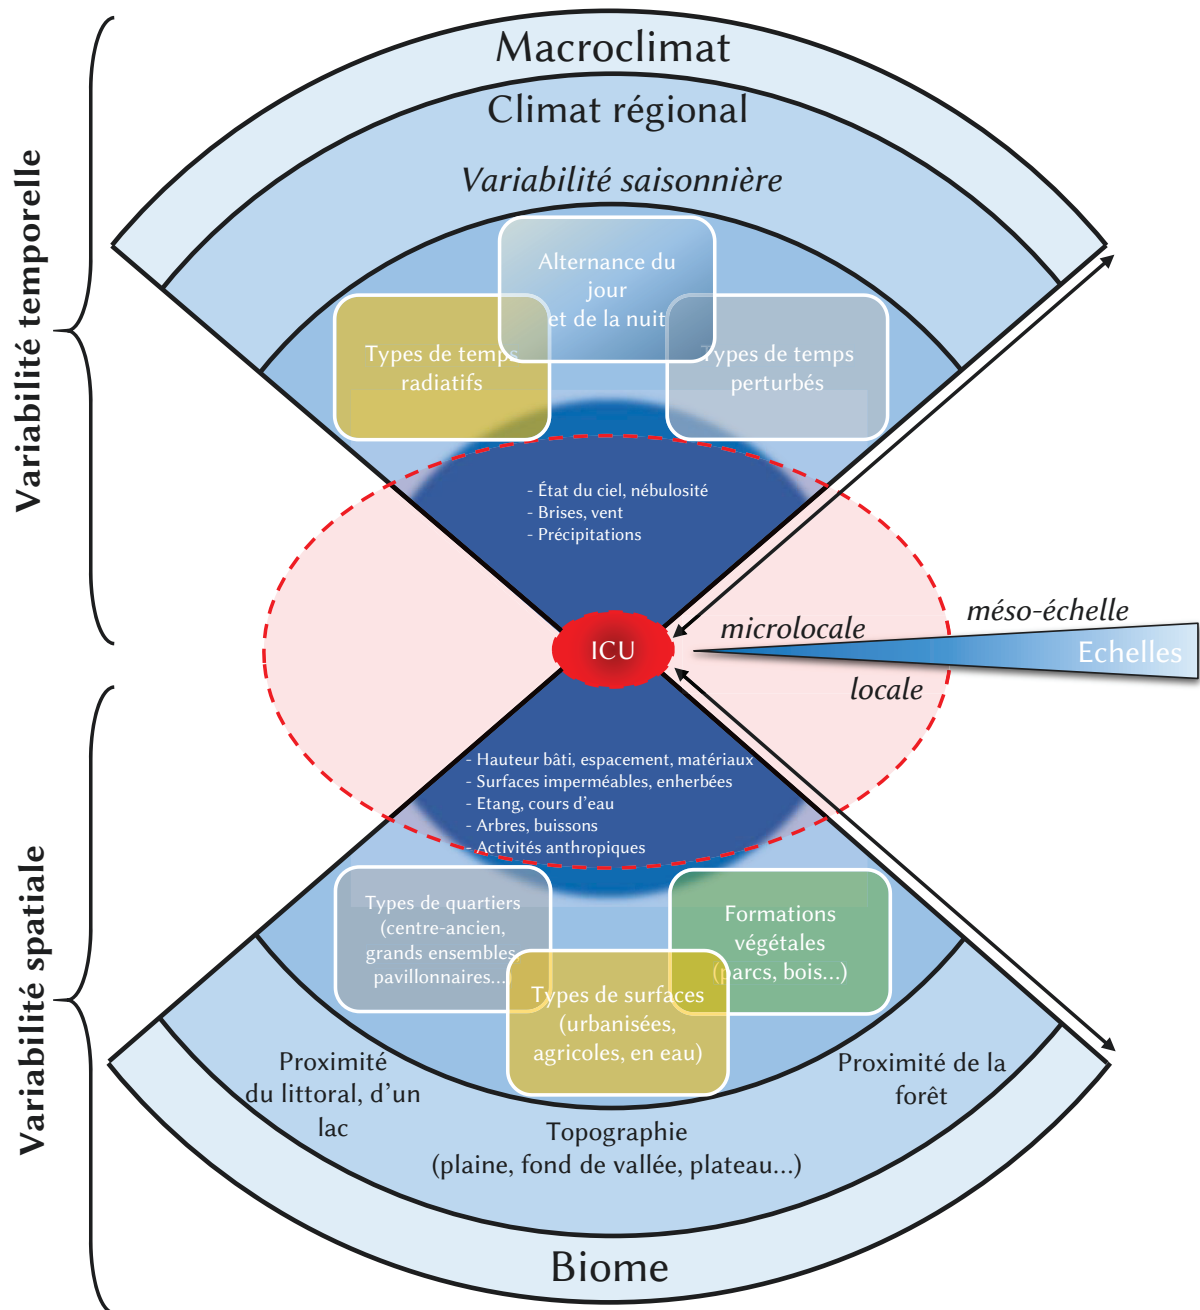 Macroclimat
Climat régional
Variabilité saisonnière
Variabilité temporelle
Alternance du
jour
et de la nuit
Types de temps
radiatifs
Types de temps
perturbés
- État du ciel, nébulosité
- Brises, vent
- Précipitations
ICU
microlocale
méso-échelle
Echelles
locale
Variabilité spatiale
- Hauteur bâti, espacement, matériaux
- Surfaces imperméables, enherbées
- Etang, cours d'eau
- Arbres, buissons
- Activités anthropiques
Types de quartiers
(centre-ancien,
grands ensembles,
pavillonnaires...)
Formations
végétales
(parcs, bois...)
Types de surfaces
(urbanisées,
agricoles, en eau)
Proximité
du littoral, d'un
lac
Proximité de la
forêt
Topographie
(plaine, fond de vallée, plateau...)
Biome